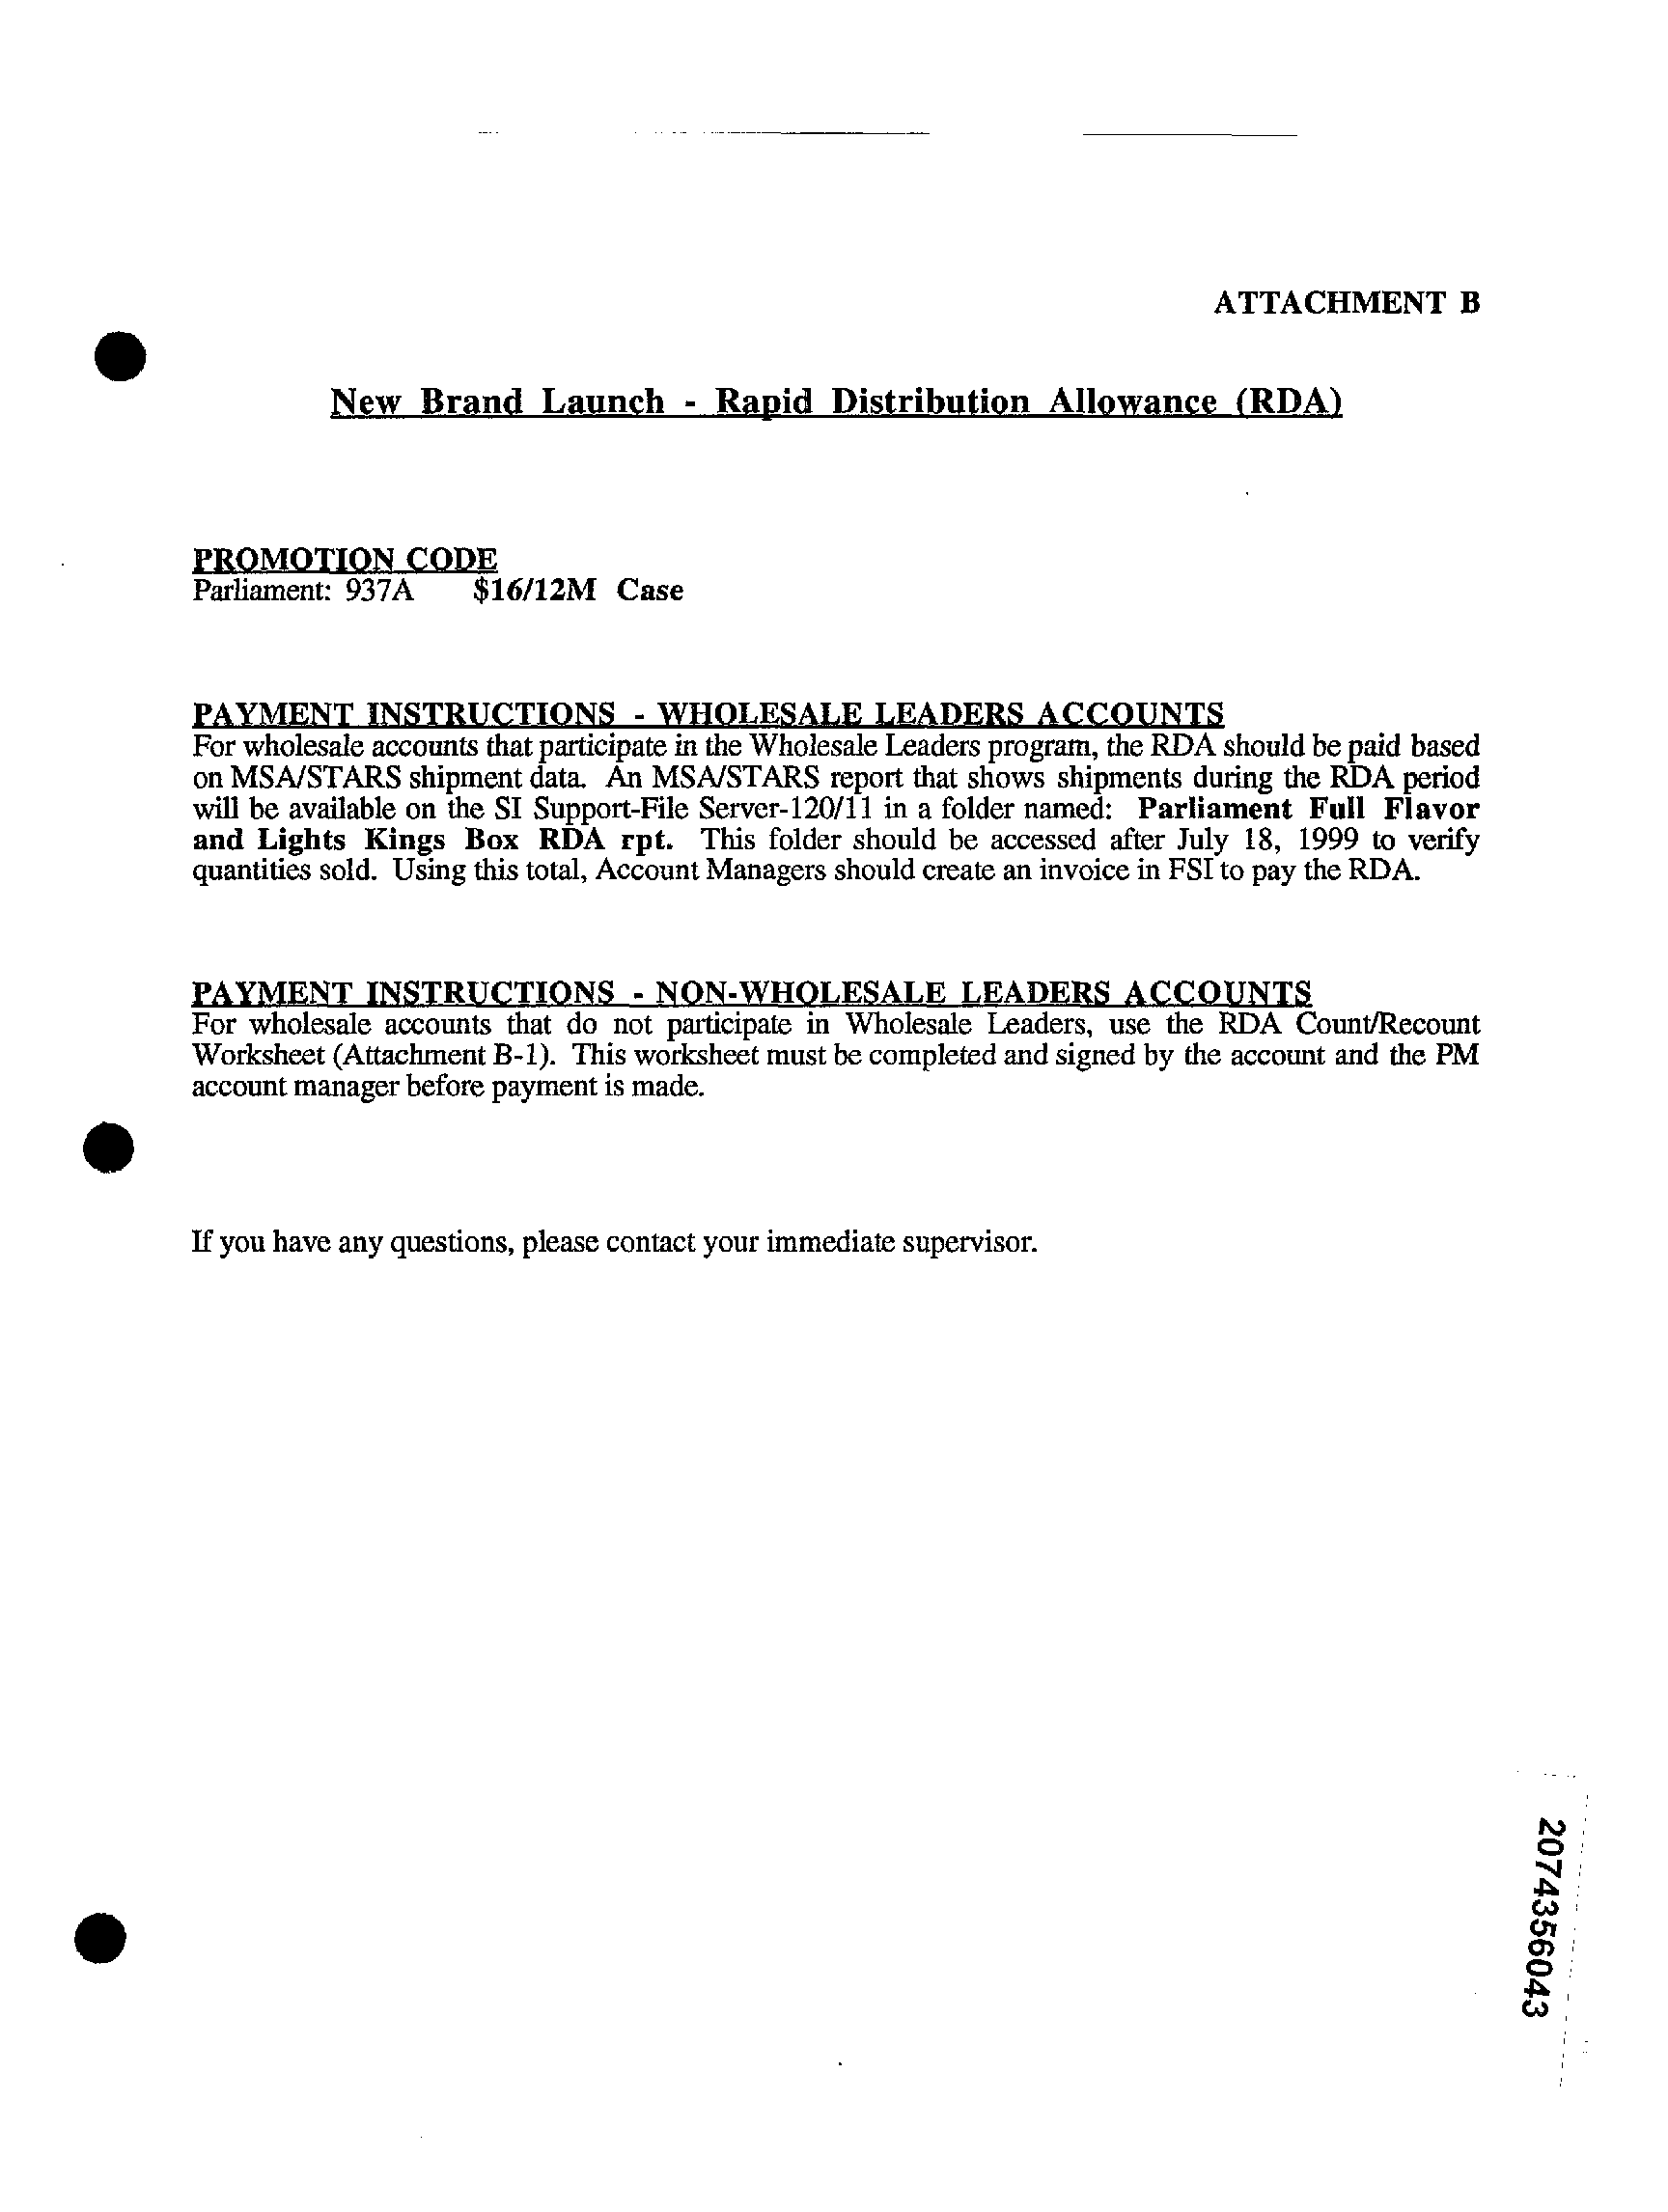 ATTACHMENT B
New Brand Launch - Rapid Distribution Allowance (RDA)
PROMOTION CODE
Parliament: 937A $16/12M Case
PAYMENT INSTRUCTIONS - WHOLESALE LEADERS ACCOUNTS
For wholesale accounts that participate in the Wholesale Leaders program, the RDA should be paid based
on MSA/STARS shipment data. An MSA/STARS report that shows shipments during the RDA period
will be available on the SI Support-File Server-120/11 in a folder named: Parliament Full Flavor
and Lights Kings Box RDA rpt. This folder should be accessed after July 18, 1999 to verify
quantities sold. Using this total, Account Managers should create an invoice in FSI to pay the RDA.
PAYMENT INSTRUCTIONS - NON-WHOLESALE LEADERS ACCOUNTS
For wholesale accounts that do not participate in Wholesale Leaders, use the RDA Count/Recount
Worksheet (Attachment B-1). This worksheet must be completed and signed by the account and the PM
account manager before payment is made.
If you have any questions, please contact your immediate supervisor.
2074356043